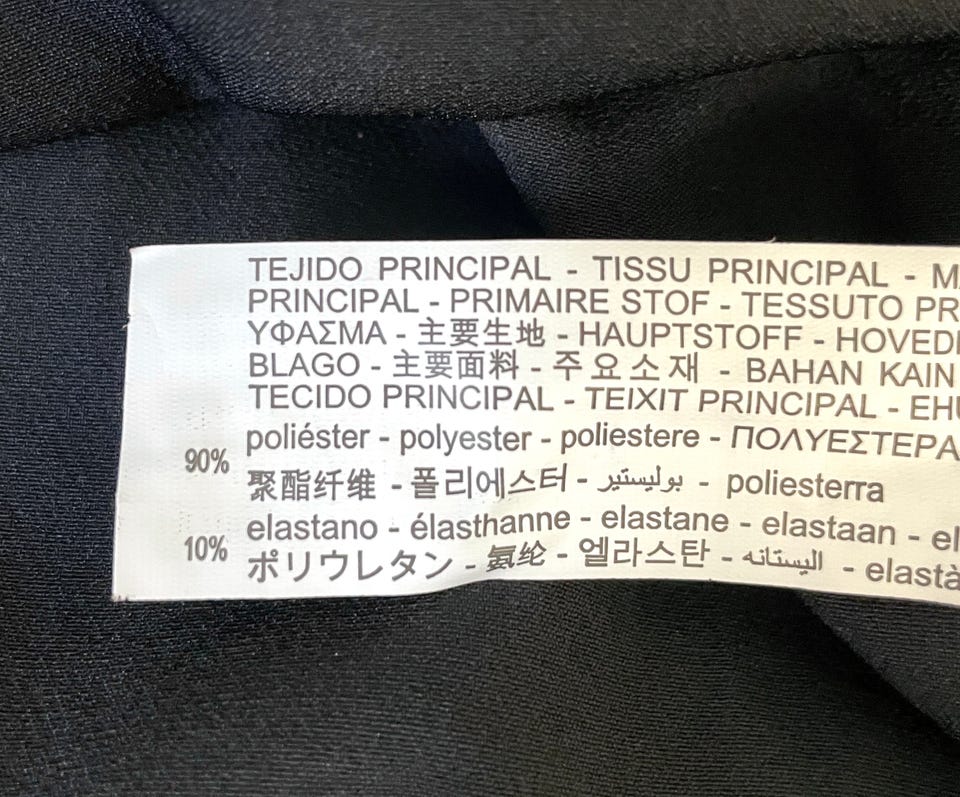 TEJIDO PRINCIPAL - TISSU PRINCIPAL -
PRINCIPAL - PRIMAIRE STOF - TESSUTO
ΥΦΑΣΜΑ - 主要生地 - HAUPTSTOFF -
BLAGO - 主要面料 - 주요소재 - BAHAN KAIN
TECIDO PRINCIPAL - TEIXIT PRINCIPAL -
90% poliéster - polyester - poliestere -
聚酯纤维 - 폴리에스터 - بوليستير - poliesterra
10% elastano - élasthanne - elastane - elastaan -
ポリウレタン - 氨纶 - 엘라스탄 - اليستانه -